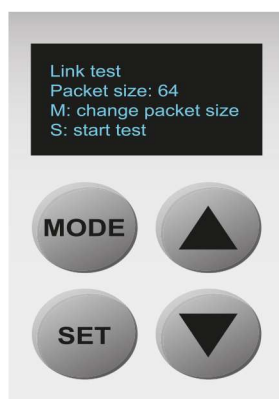 Link test
Packet size: 64
M: change packet size
S: start test
MODE
SET